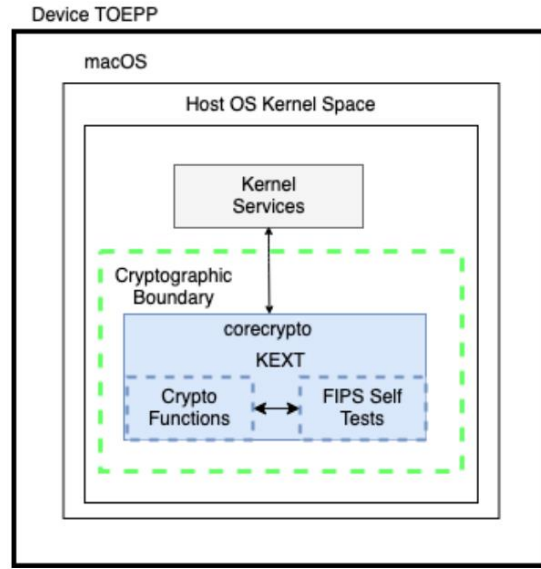 Device TOEPP
macOS
Host OS Kernel Space
Kernel
Services
Cryptographic
Boundary
corecrypto
KEXT
Crypto
Functions
FIPS Self
Tests